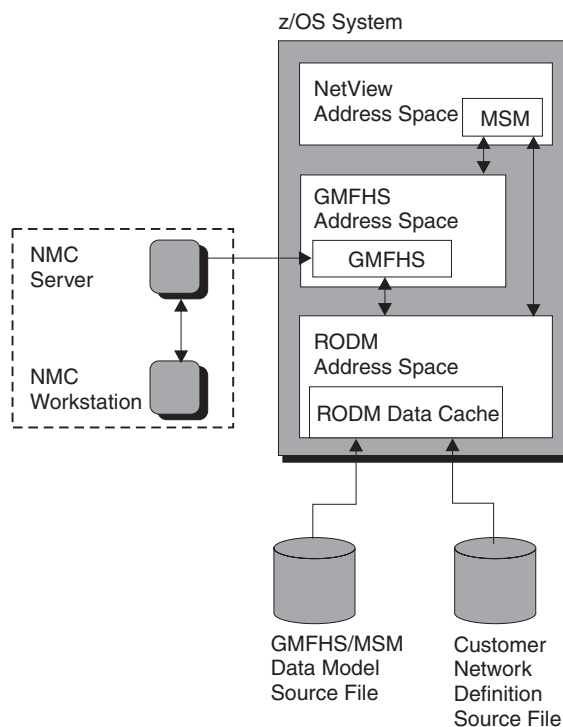 z/OS System
NetView
Address Space
MSM
GMFHS
Address Space
GMFHS
NMC
Server
NMC
Workstation
RODM
Address Space
RODM Data Cache
GMFHS/MSM
Data Model
Source File
Customer
Network
Definition
Source File